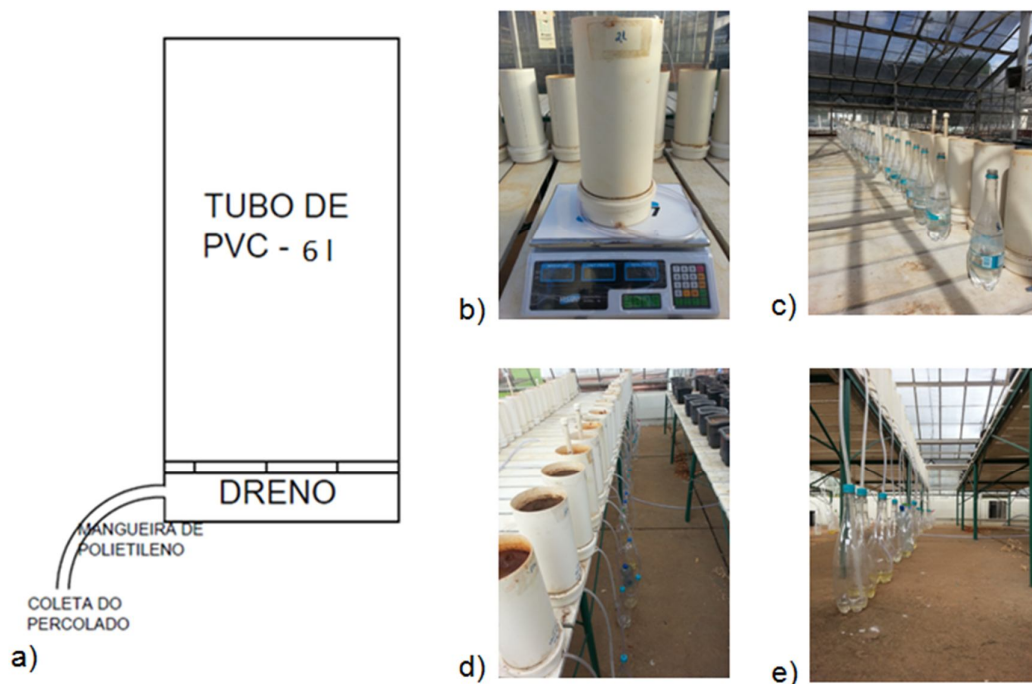 TUBO DE
PVC - 6 l
DRENO
MANGUEIRA DE
POLIETILENO
COLETA DO
PERCOLADO
a)
b)
c)
d)
e)